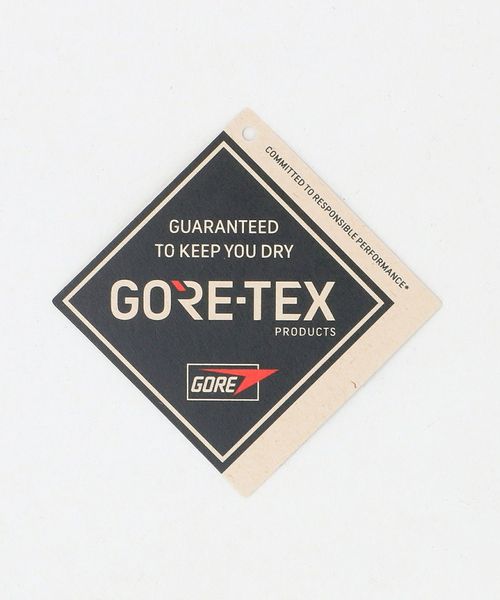 COMMITTED TO RESPONSIBLE PERFORMANCE*
GUARANTEED
TO KEEP YOU DRY
GORE-TEX
PRODUCTS
GORE